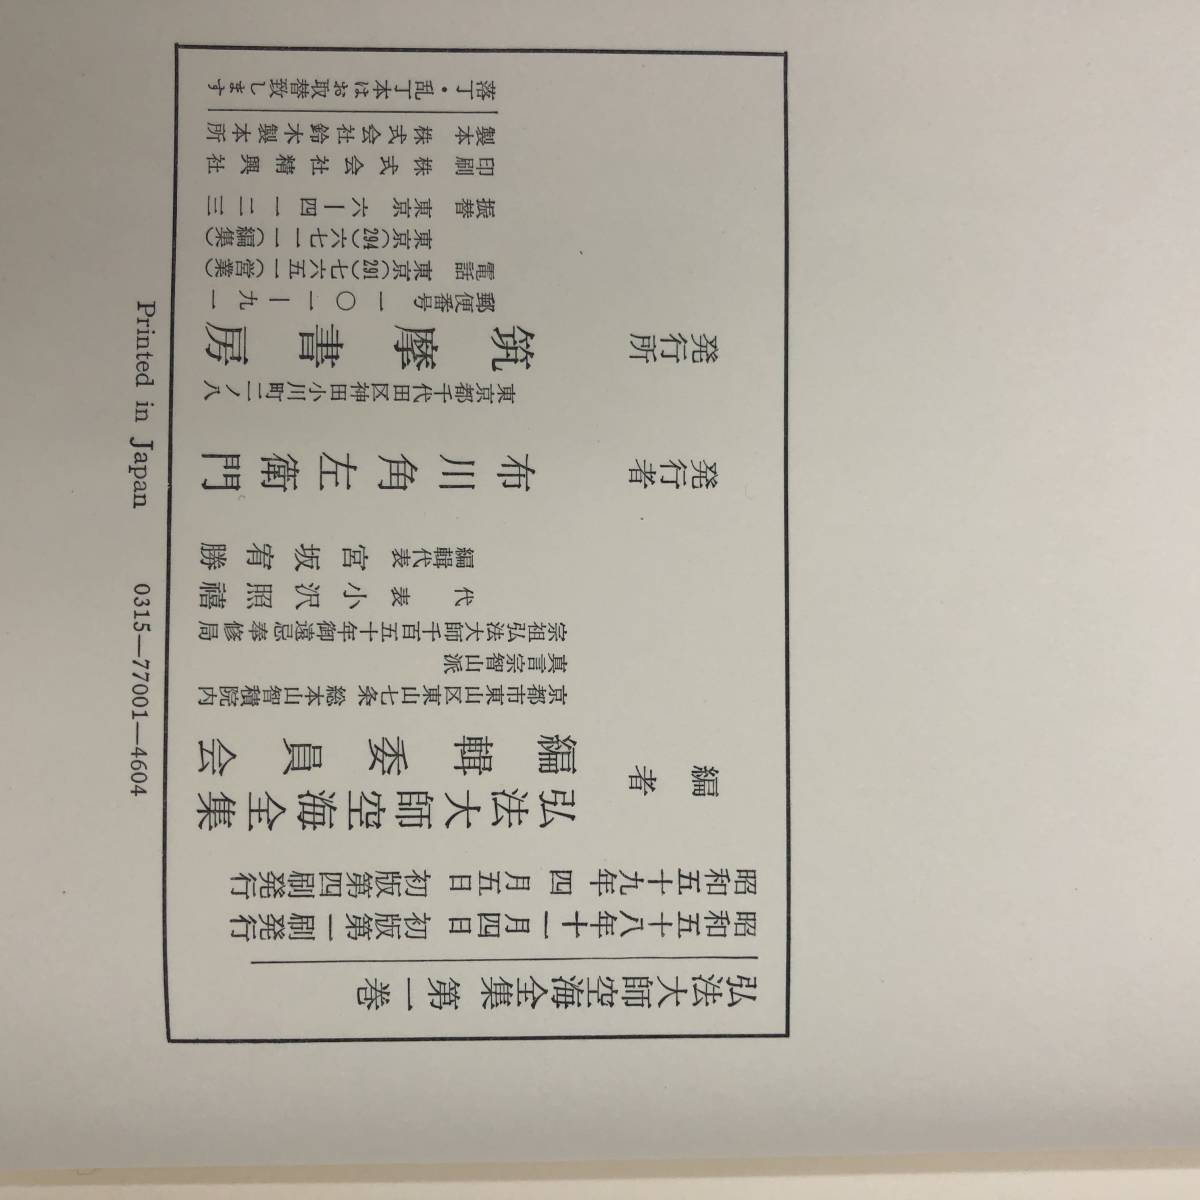 弘法大師空海全集 第一巻
昭和五十八年十一月四日 初版第一刷発行
昭和五十九年 四 月五日 初版第四刷発行
編者 弘法大師空海全集
編輯委員会
京都市東山区東山七条 総本山智積院内
真言宗智山派
宗祖弘法大師千百五十年御遠忌奉修局
代表 小沢照禧
編輯代表 宮坂宥勝
発行者 布川角左衛門
東京都千代田区神田小川町二ノ八
発行所 筑摩書房
郵便番号 一〇一―九一
電話 東京(291)七六五一(営業)
東京(294)六七一一(編集)
振替 東京 六―四一二三
印刷 株式会社 精興社
製本 株式会社 鈴木製本所
落丁・乱丁本はお取替致します
Printed in Japan 0315―77001―4604